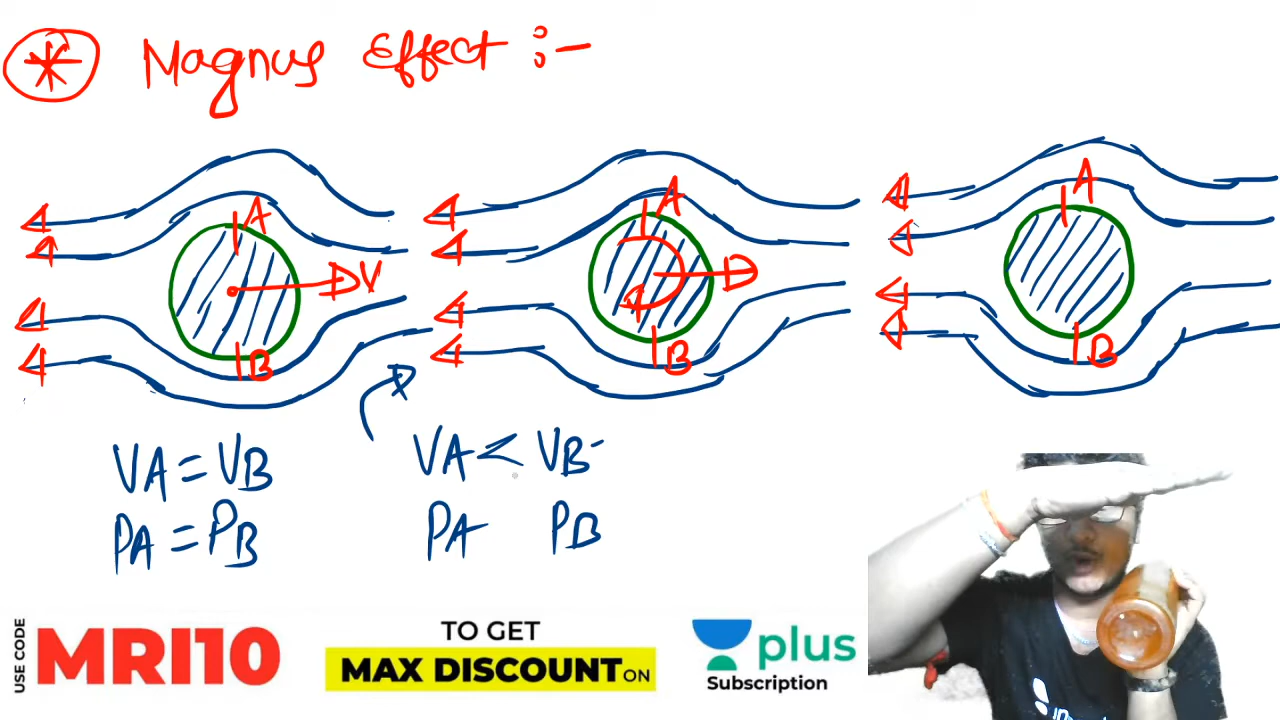 * Magnus Effect :-
A
V
B
A
B
A
B
VA = VB
VA < VB
PA = PB
PA PB
USE CODE
MRI10
TO GET
MAX DISCOUNT ON
plus
Subscription